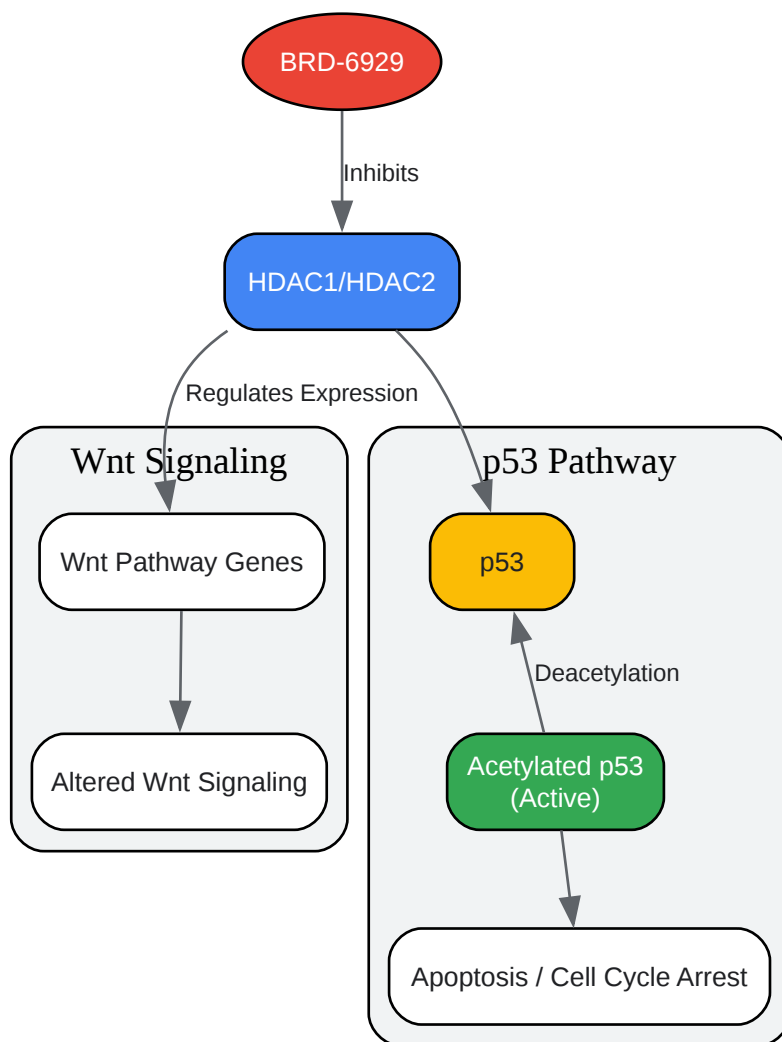 BRD-6929
Inhibits
HDAC1/HDAC2
Regulates Expression
Wnt Signaling
p53 Pathway
Wnt Pathway Genes
p53
Deacetylation
Altered Wnt Signaling
Acetylated p53
(Active)
Apoptosis / Cell Cycle Arrest